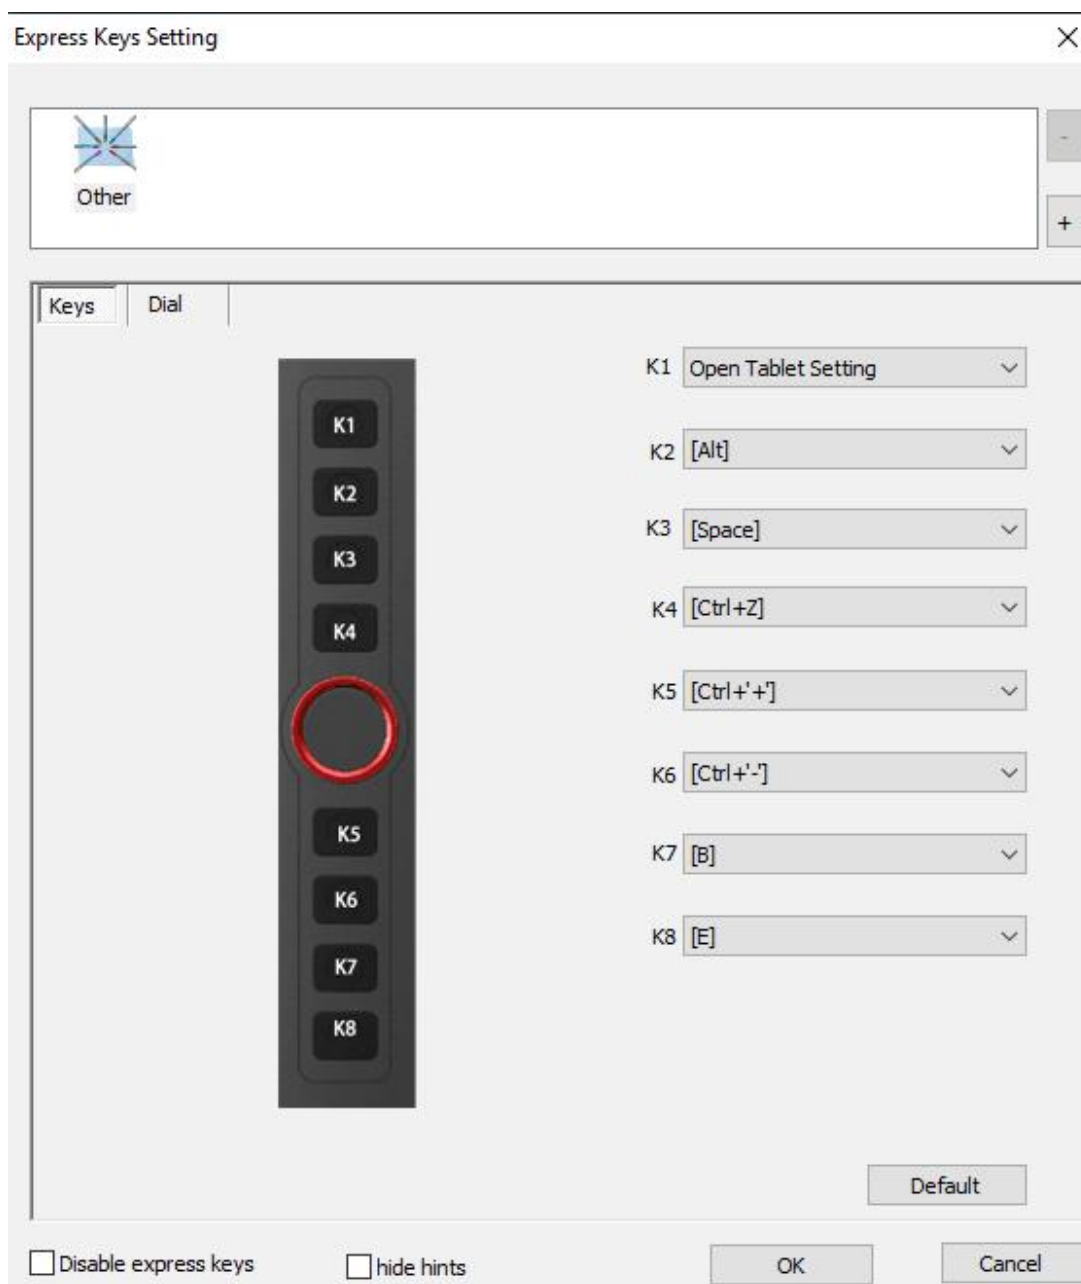 Express Keys Setting
-
Other
+
Keys Dial
K1 K1 Open Tablet Setting
K2 K2 [Alt]
K3 K3 [Space]
K4 K4 [Ctrl+Z]
K5 [Ctrl+'+']
K6 [Ctrl+'-']
K5
K7 [B]
K6
K8 [E]
K7
K8
Default
Disable express keys hide hints OK Cancel